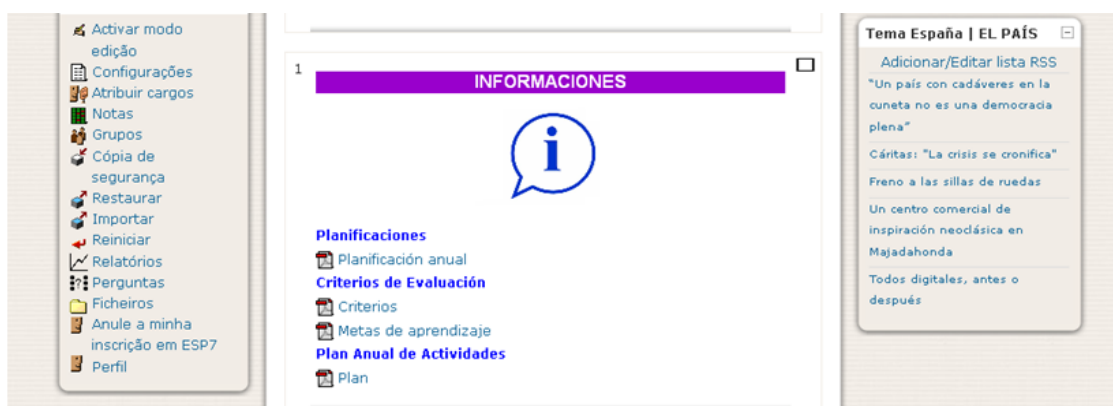 Activar modo
edição
Configurações
Atribuir cargos
Notas
Grupos
Cópia de
segurança
Restaurar
Importar
Reiniciar
Relatórios
Perguntas
Ficheiros
Anule a minha
inscrição em ESP7
Perfil
1
INFORMACIONES
i
Planificaciones
Planificación anual
Criterios de Evaluación
Criterios
Metas de aprendizaje
Plan Anual de Actividades
Plan
Tema España | EL PAÍS
Adicionar/Editar lista RSS
"Un país con cadáveres en la
cuneta no es una democracia
plena"
Cáritas: "La crisis se cronifica"
Freno a las sillas de ruedas
Un centro comercial de
inspiración neoclásica en
Majadahonda
Todos digitales, antes o
después